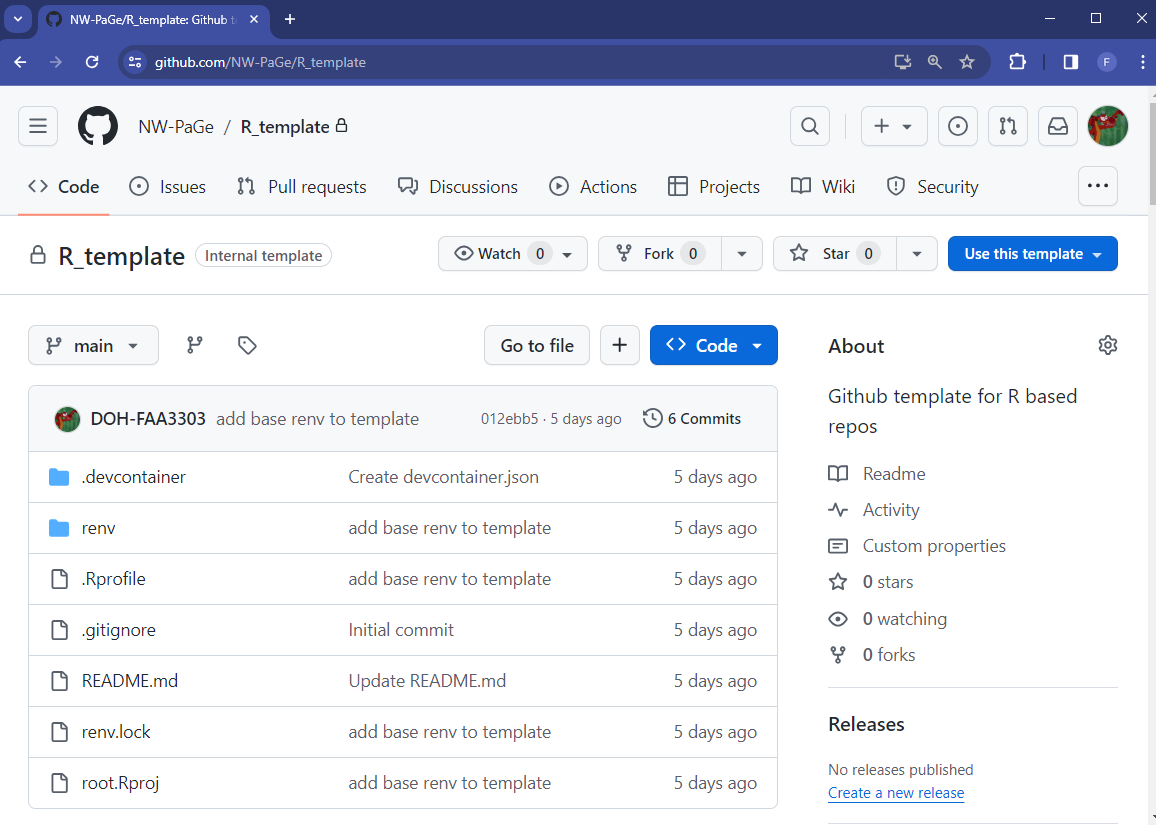 NW-PaGe/R_template: Github t
github.com/NW-PaGe/R_template
F
NW-PaGe / R_template
Code
Issues
Pull requests
Discussions
Actions
Projects
Wiki
Security
R_template
Internal template
Watch 0
Fork 0
Star 0
Use this template
main
Go to file
Code
DOH-FAA3303 add base renv to template 012ebb5 · 5 days ago 6 Commits
.devcontainer Create devcontainer.json 5 days ago
renv add base renv to template 5 days ago
.Rprofile add base renv to template 5 days ago
.gitignore Initial commit 5 days ago
README.md Update README.md 5 days ago
renv.lock add base renv to template 5 days ago
root.Rproj add base renv to template 5 days ago
About
Github template for R based
repos
Readme
Activity
Custom properties
0 stars
0 watching
0 forks
Releases
No releases published
Create a new release